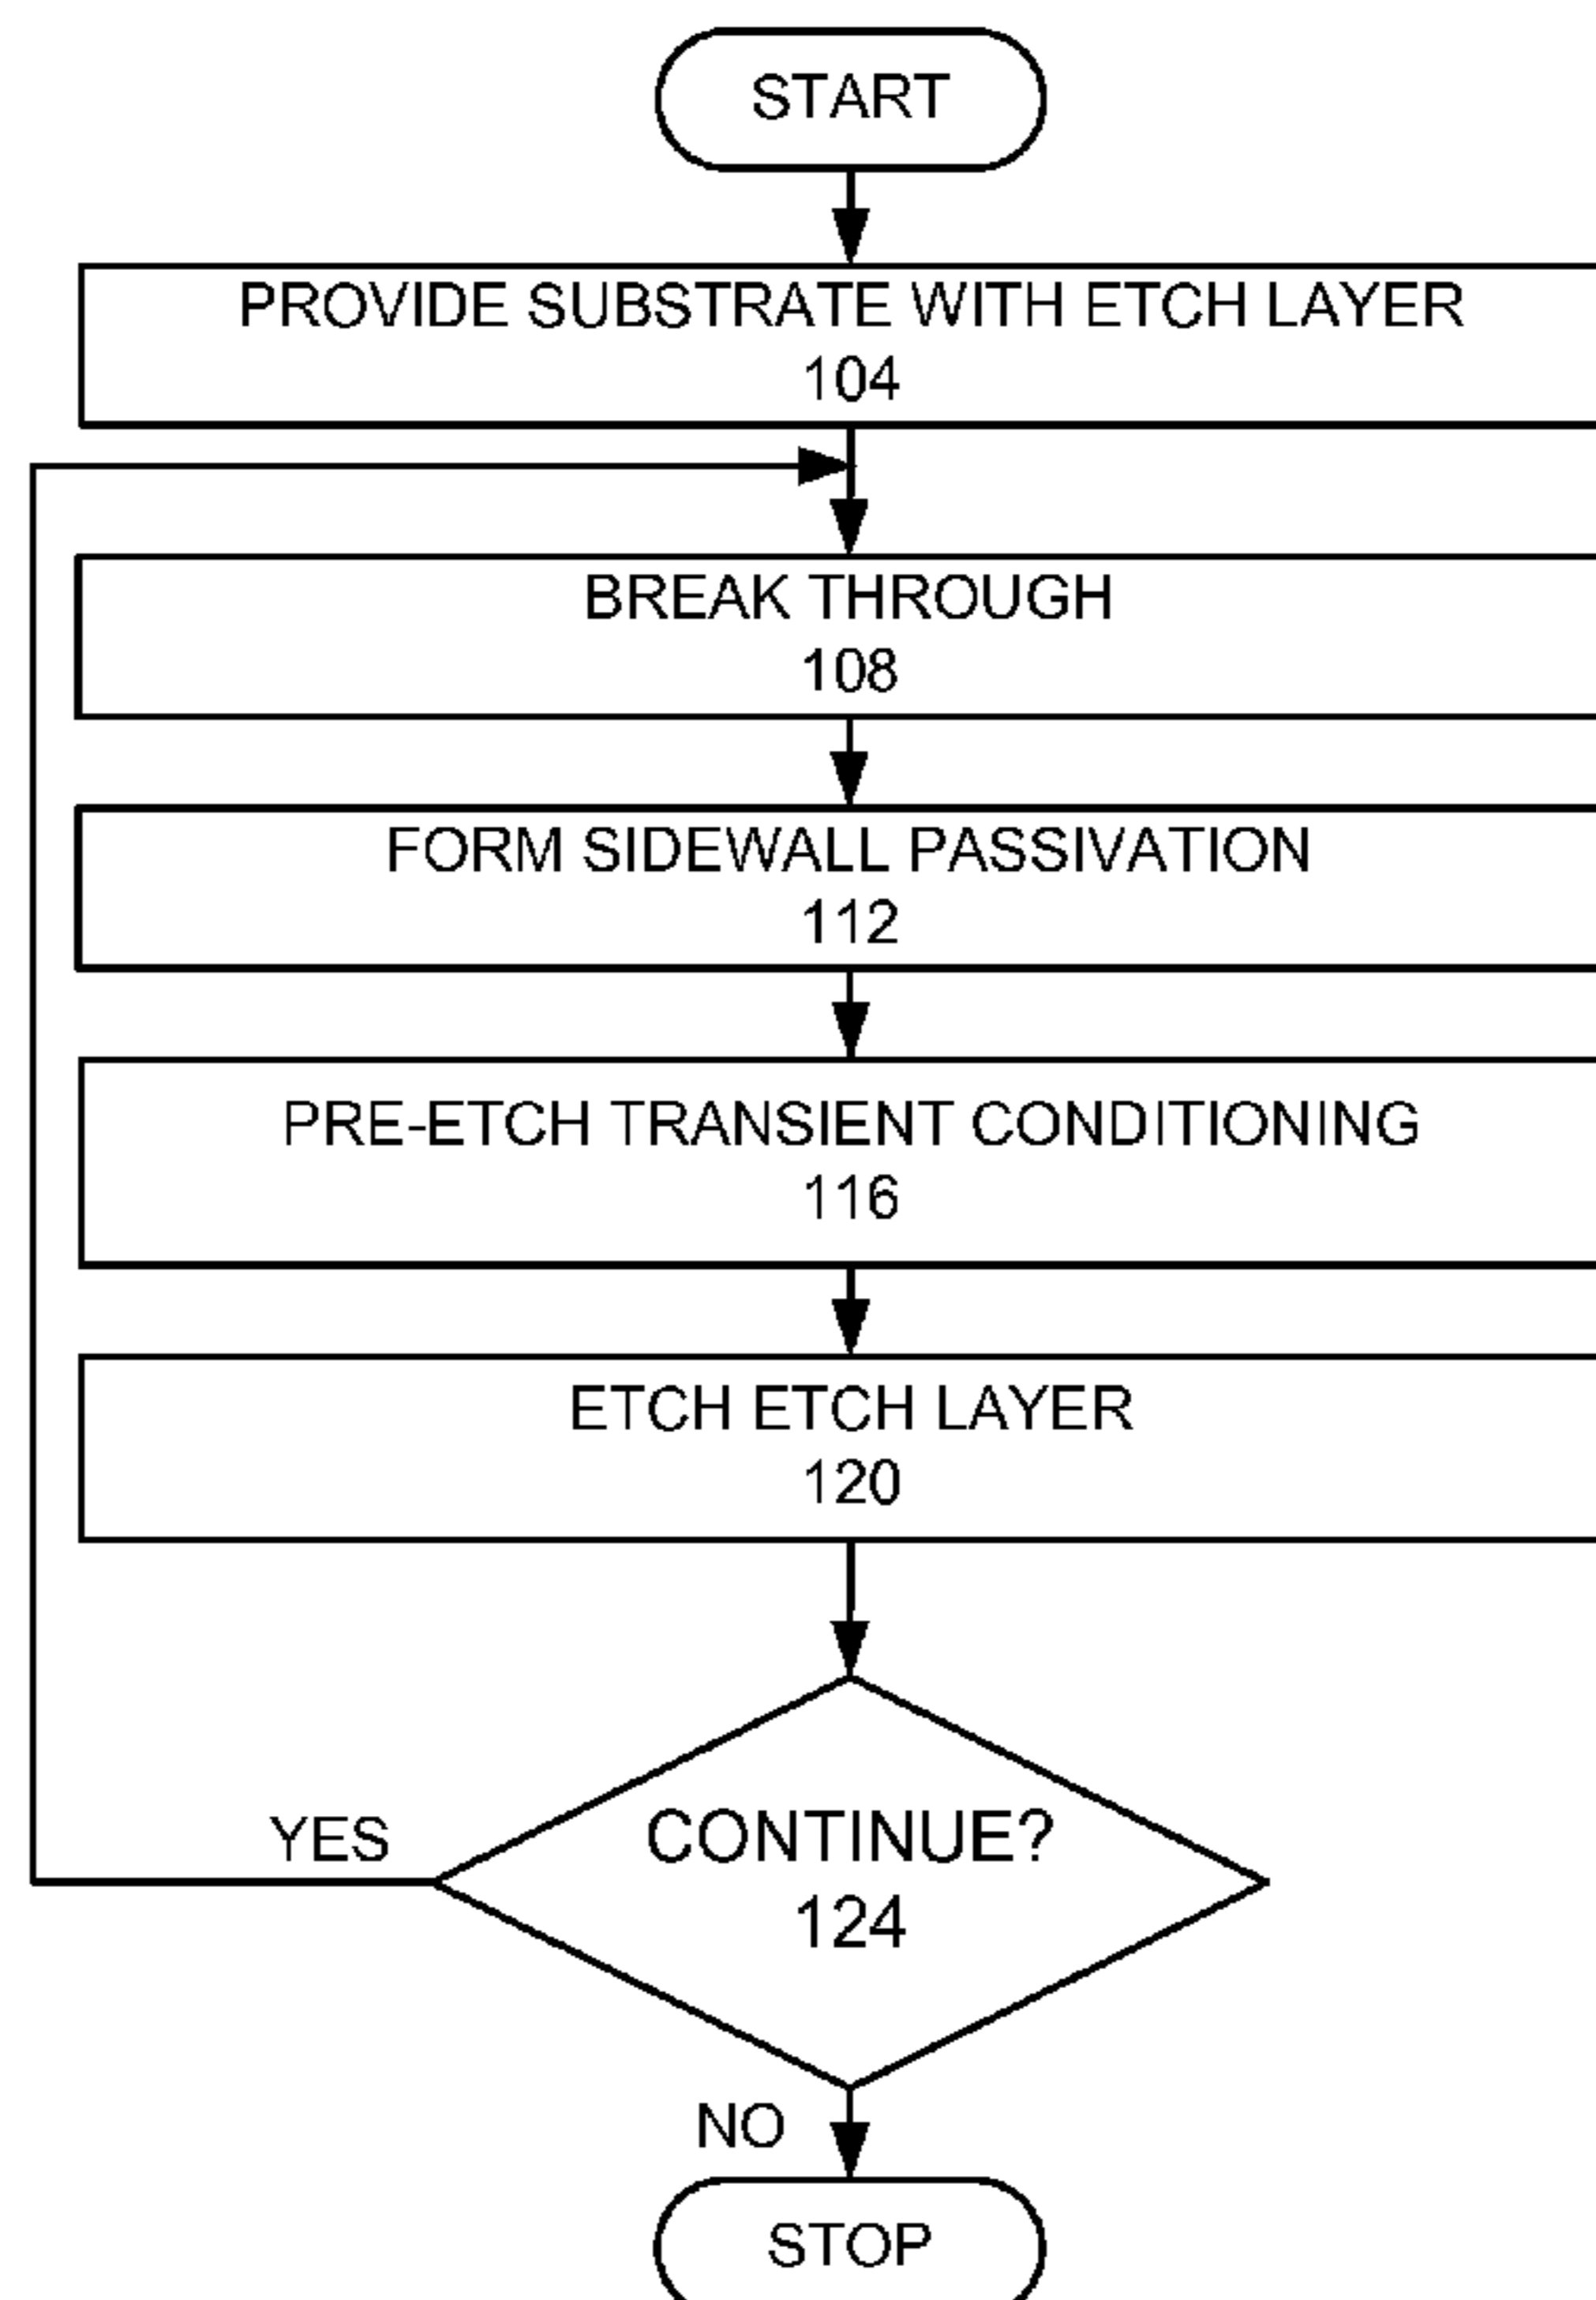 START
PROVIDE SUBSTRATE WITH ETCH LAYER
104
BREAK THROUGH
108
FORM SIDEWALL PASSIVATION
112
PRE-ETCH TRANSIENT CONDITIONING
116
ETCH ETCH LAYER
120
CONTINUE?
124
YES
NO
STOP